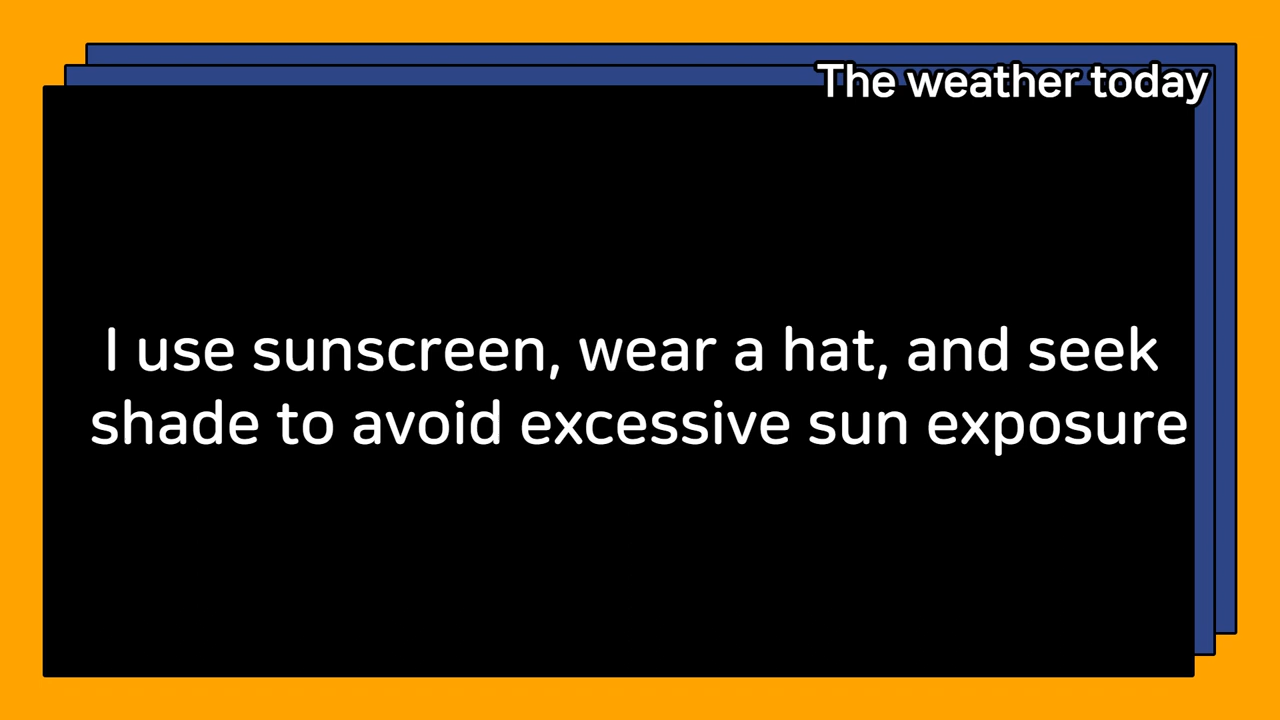 The weather today
I use sunscreen, wear a hat, and seek
shade to avoid excessive sun exposure